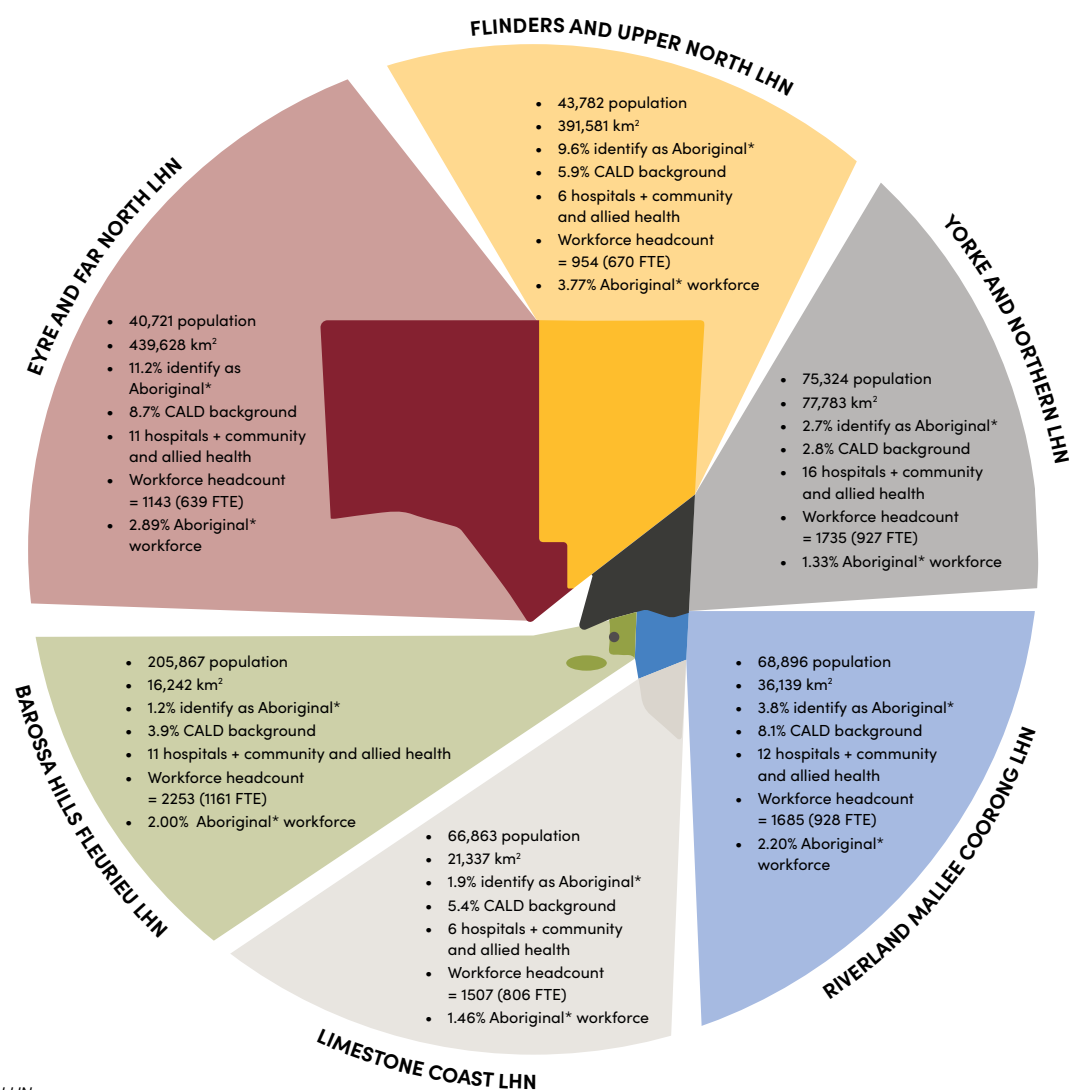 FLINDERS AND UPPER NORTH LHN
• 43,782 population
• 391,581 km²
• 9.6% identify as Aboriginal*
• 5.9% CALD background
• 6 hospitals + community
and allied health
• Workforce headcount
= 954 (670 FTE)
• 3.77% Aboriginal* workforce
EYRE AND FAR NORTH LHN
• 40,721 population
• 439,628 km²
• 11.2% identify as
Aboriginal*
• 8.7% CALD background
• 11 hospitals + community
and allied health
• Workforce headcount
= 1143 (639 FTE)
• 2.89% Aboriginal*
workforce
YORKE AND NORTHERN LHN
• 75,324 population
• 77,783 km²
• 2.7% identify as Aboriginal*
• 2.8% CALD background
• 16 hospitals + community
and allied health
• Workforce headcount
= 1735 (927 FTE)
• 1.33% Aboriginal* workforce
BAROSSA HILLS FLEURIEU LHN
• 205,867 population
• 16,242 km²
• 1.2% identify as Aboriginal*
• 3.9% CALD background
• 11 hospitals + community and allied health
• Workforce headcount
= 2253 (1161 FTE)
• 2.00% Aboriginal* workforce
RIVERLAND MALLEE COORONG LHN
• 68,896 population
• 36,139 km²
• 3.8% identify as Aboriginal*
• 8.1% CALD background
• 12 hospitals + community
and allied health
• Workforce headcount
= 1685 (928 FTE)
• 2.20% Aboriginal*
workforce
LIMESTONE COAST LHN
• 66,863 population
• 21,337 km²
• 1.9% identify as Aboriginal*
• 5.4% CALD background
• 6 hospitals + community
and allied health
• Workforce headcount
= 1507 (806 FTE)
• 1.46% Aboriginal* workforce